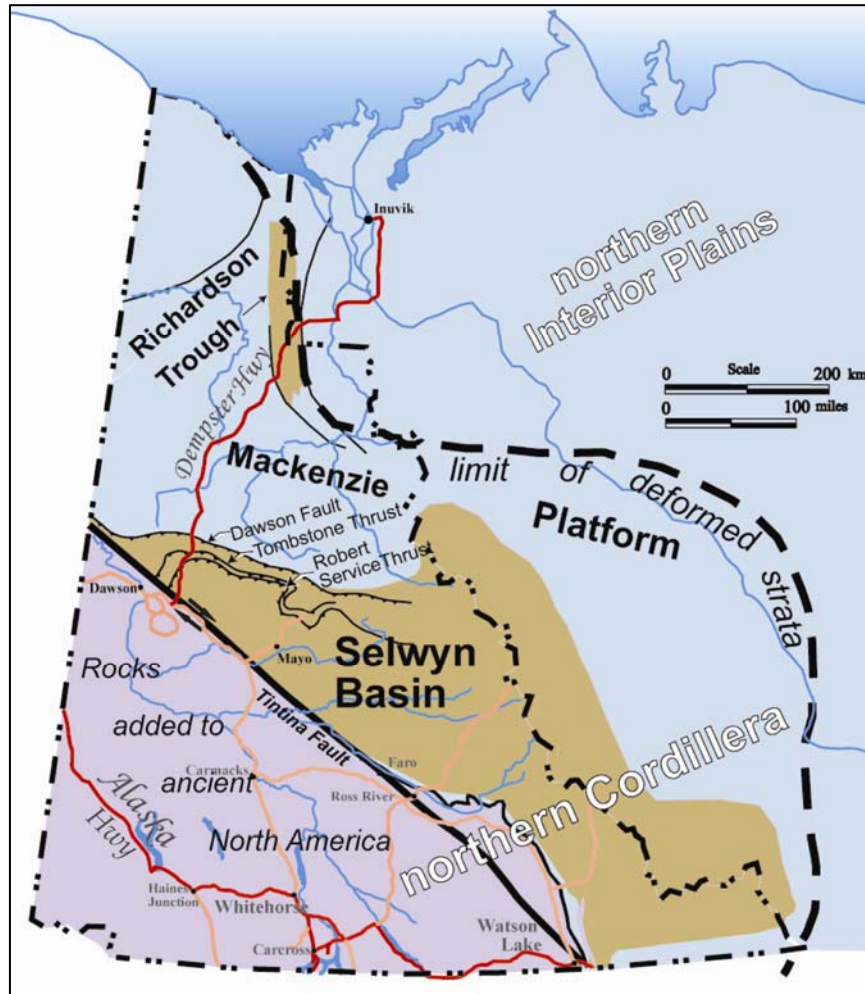 Inuvik
northern
Interior Plains
Richardson
Trough
Scale
0 200 km
0 100 miles
Dempster Hwy
Mackenzie
limit of deformed strata
Platform
Dawson Fault
Tombstone Thrust
Robert
Service Thrust
Dawson
Selwyn
Basin
Mayo
Rocks
added to
ancient
North America
Tintina Fault
Faro
Carmacks
Ross River
northern Cordillera
Alaska
Hwy
Haines
Junction
Whitehorse
Carcross
Watson
Lake